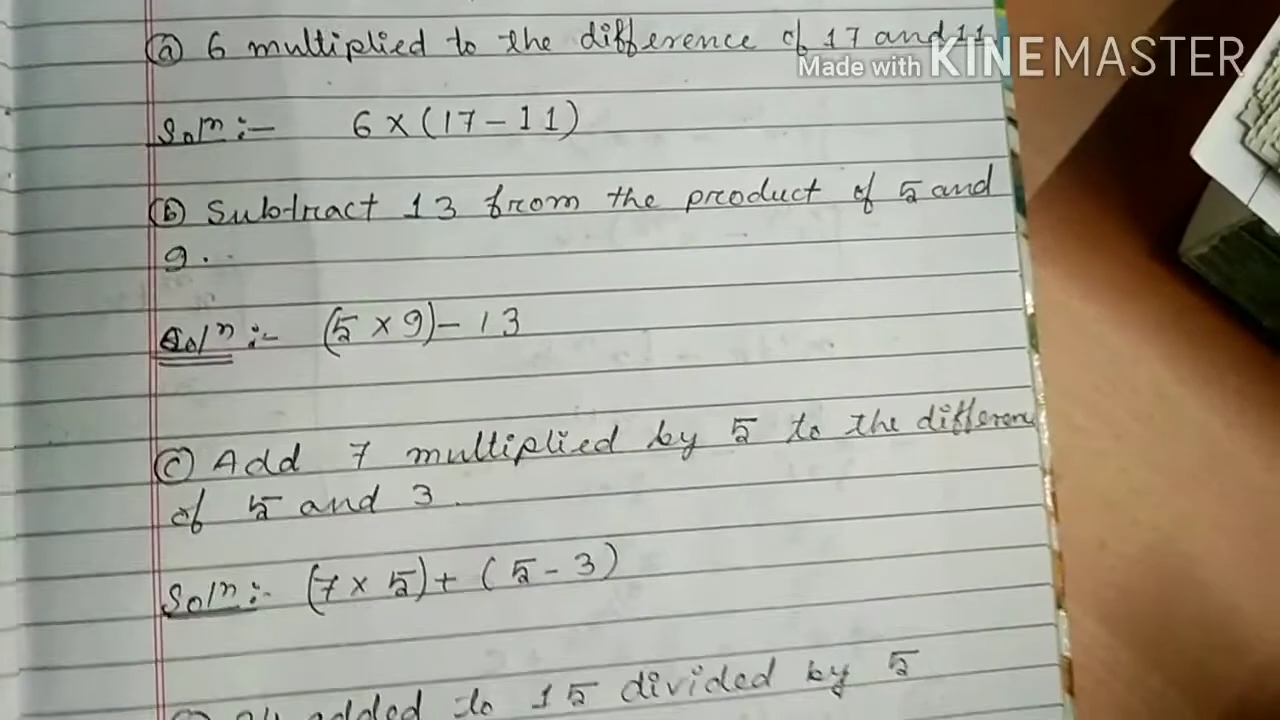 (a) 6 multiplied to the difference of 17 and 11
Made with KINEMASTER
Soln:- 6 × (17 - 11)
(b) Subtract 13 from the product of 5 and
9.
Soln:- (5 × 9) - 13
(c) Add 7 multiplied by 5 to the differenc
of 5 and 3.
Soln:- (7 × 5) + (5 - 3)
added to 15 divided by 5